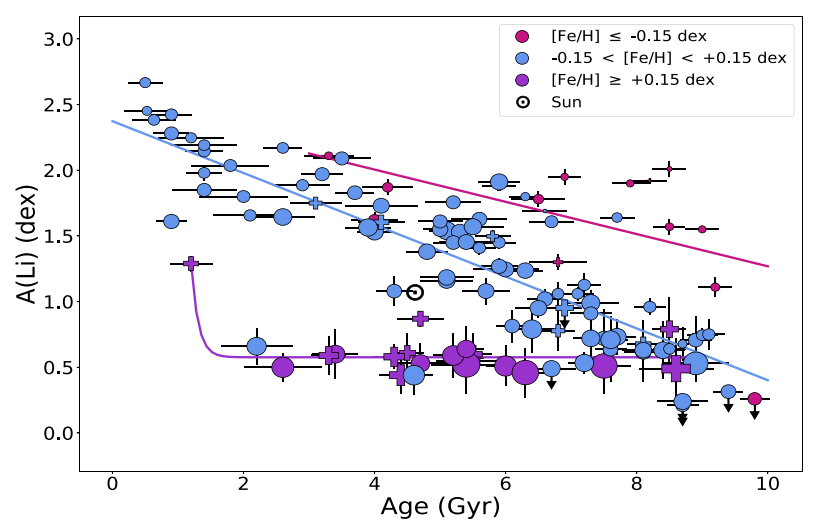 [Fe/H] ≤ -0.15 dex
-0.15 < [Fe/H] < +0.15 dex
[Fe/H] ≥ +0.15 dex
Sun
A(Li) (dex)
3.0
2.5
2.0
1.5
1.0
0.5
0.0
0 2 4 6 8 10
Age (Gyr)